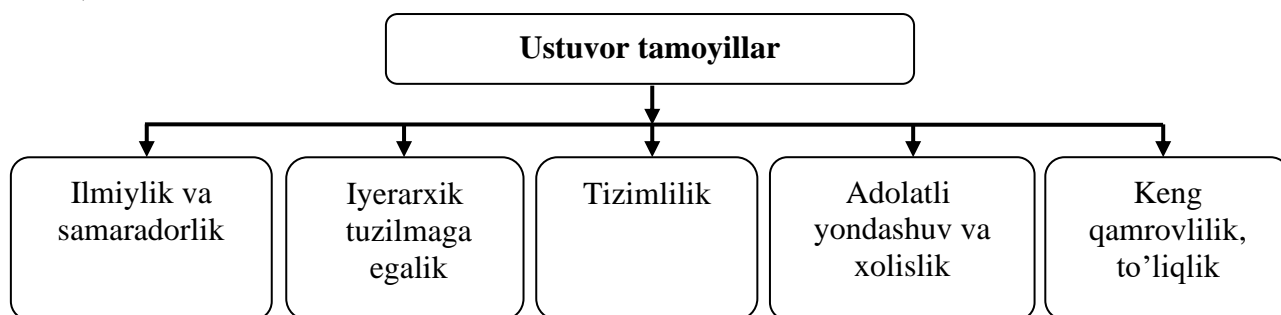 Ustuvor tamoyillar
Ilmiylik va
samaradorlik
Iyerarxik
tuzilmaga
egalik
Tizimlilik
Adolatli
yondashuv va
xolislik
Keng
qamrovlilik,
to’liqlik